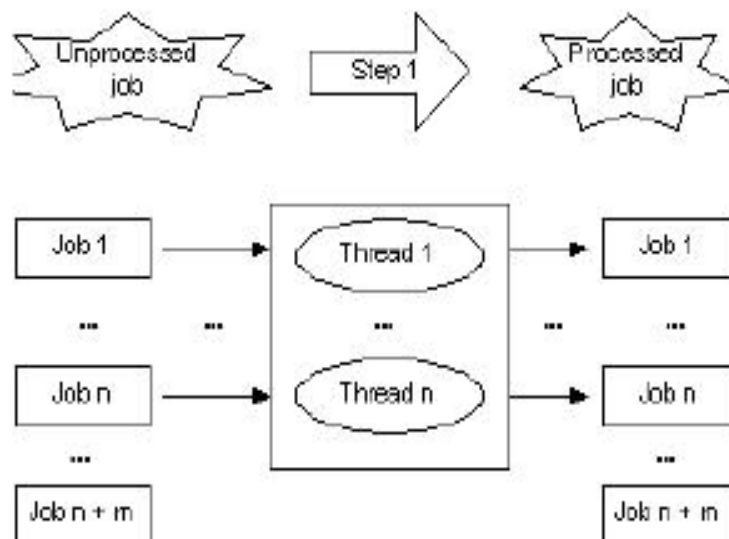 Unprocessed
job
Step 1
Processed
job
Job 1
Thread 1
Job 1
... ... ... ... ...
Job n
Thread n
Job n
... ...
Job n + m
Job n + m